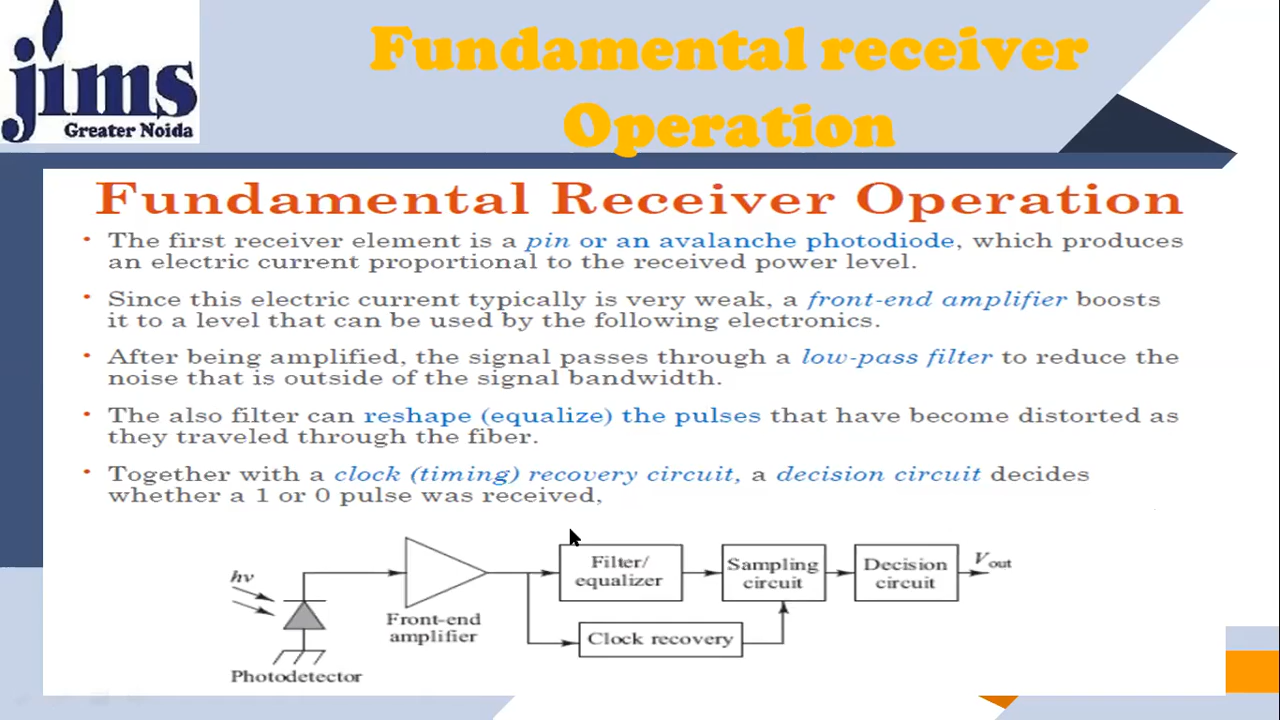 jims
Greater Noida
Fundamental receiver
Operation
Fundamental Receiver Operation
• The first receiver element is a pin or an avalanche photodiode, which produces
an electric current proportional to the received power level.
• Since this electric current typically is very weak, a front-end amplifier boosts
it to a level that can be used by the following electronics.
• After being amplified, the signal passes through a low-pass filter to reduce the
noise that is outside of the signal bandwidth.
• The also filter can reshape (equalize) the pulses that have become distorted as
they traveled through the fiber.
• Together with a clock (timing) recovery circuit, a decision circuit decides
whether a 1 or 0 pulse was received,
hν
Photodetector
Front-end
amplifier
Filter/
equalizer
Clock recovery
Sampling
circuit
Decision
circuit
Vout